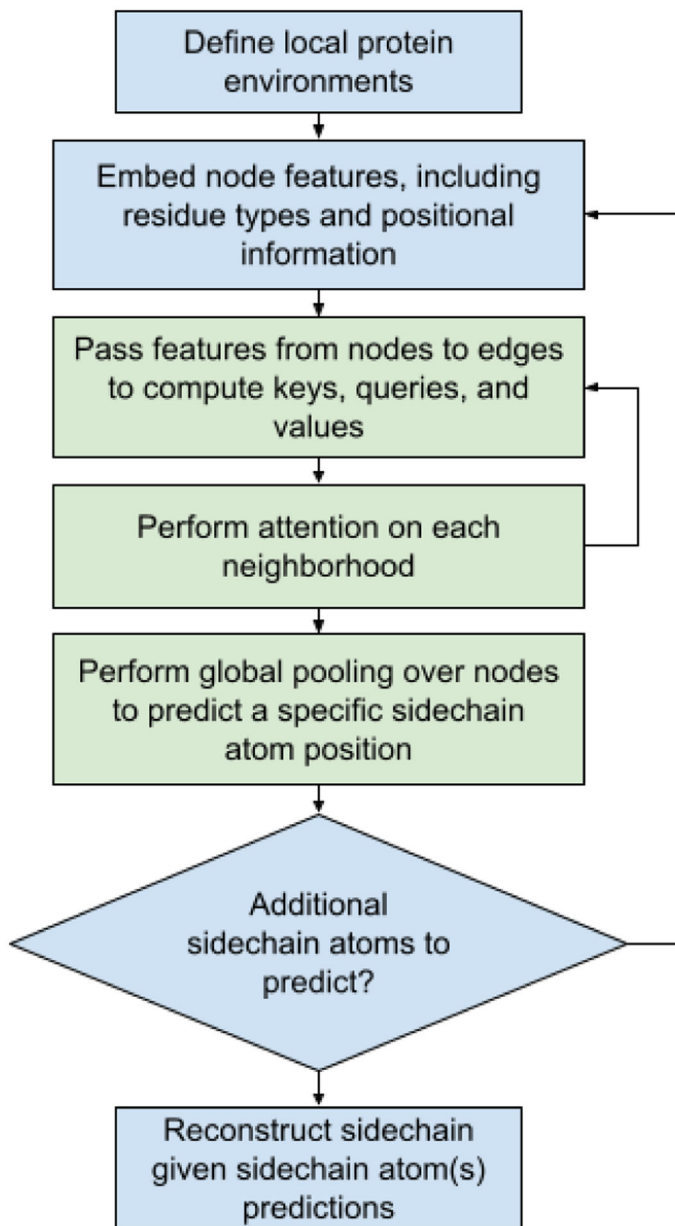 Define local protein
environments
Embed node features, including
residue types and positional
information
Pass features from nodes to edges
to compute keys, queries, and
values
Perform attention on each
neighborhood
Perform global pooling over nodes
to predict a specific sidechain
atom position
Additional
sidechain atoms to
predict?
Reconstruct sidechain
given sidechain atom(s)
predictions